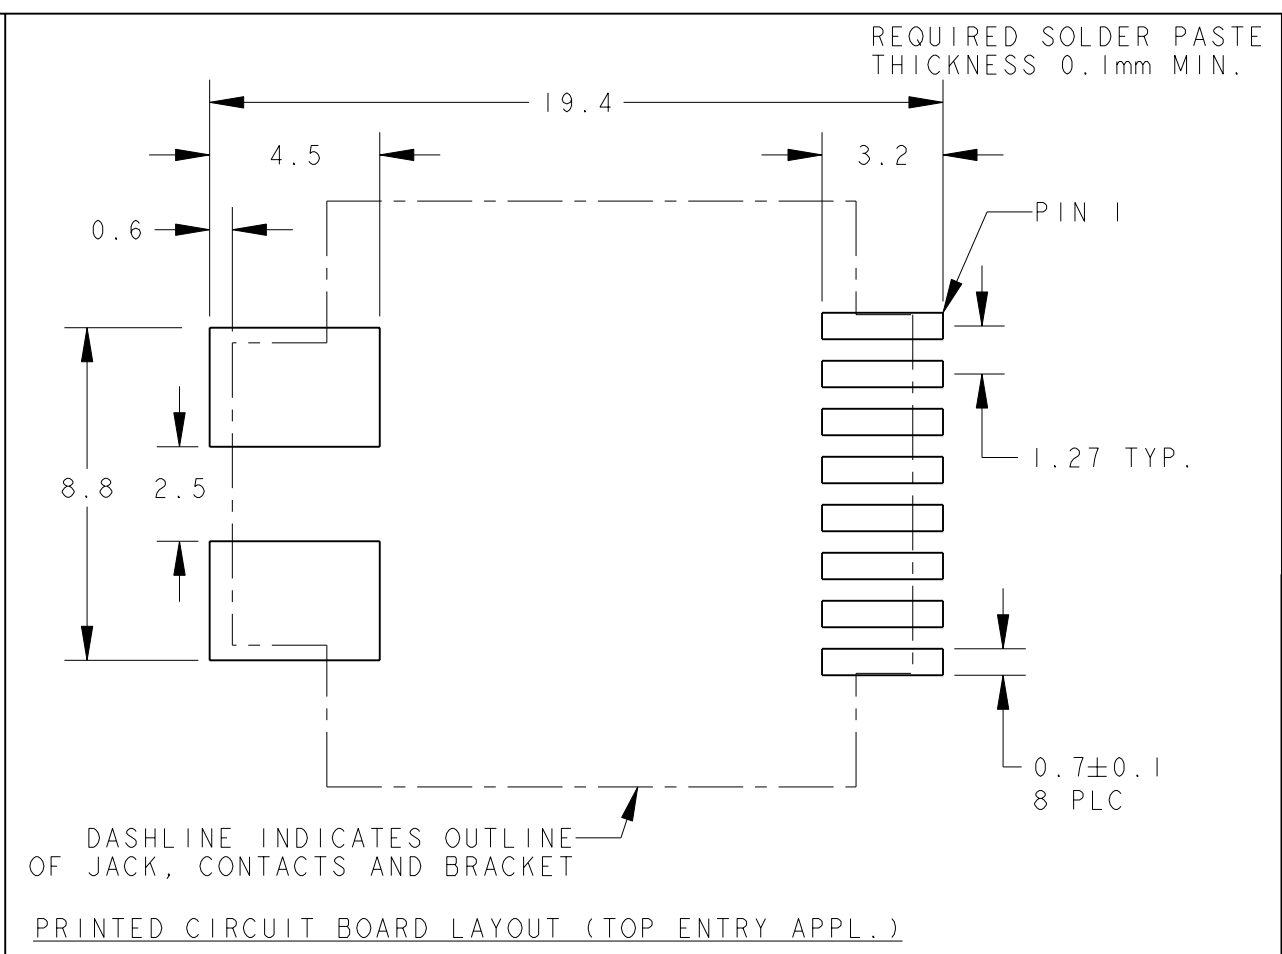 REQUIRED SOLDER PASTE
THICKNESS 0.1mm MIN.
19.4
4.5
3.2
0.6
PIN 1
8.8
2.5
1.27 TYP.
0.7±0.1
8 PLC
DASHLINE INDICATES OUTLINE
OF JACK, CONTACTS AND BRACKET
PRINTED CIRCUIT BOARD LAYOUT (TOP ENTRY APPL.)